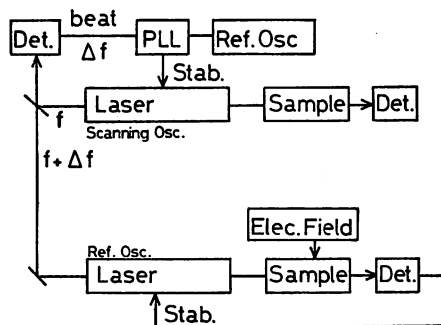 beat
Det.
Δf
PLL
Ref.Osc
Stab.
f
Laser
Sample
Det.
Scanning Osc.
f+Δf
Elec.Field
Ref.Osc.
Laser
Sample
Det.
Stab.